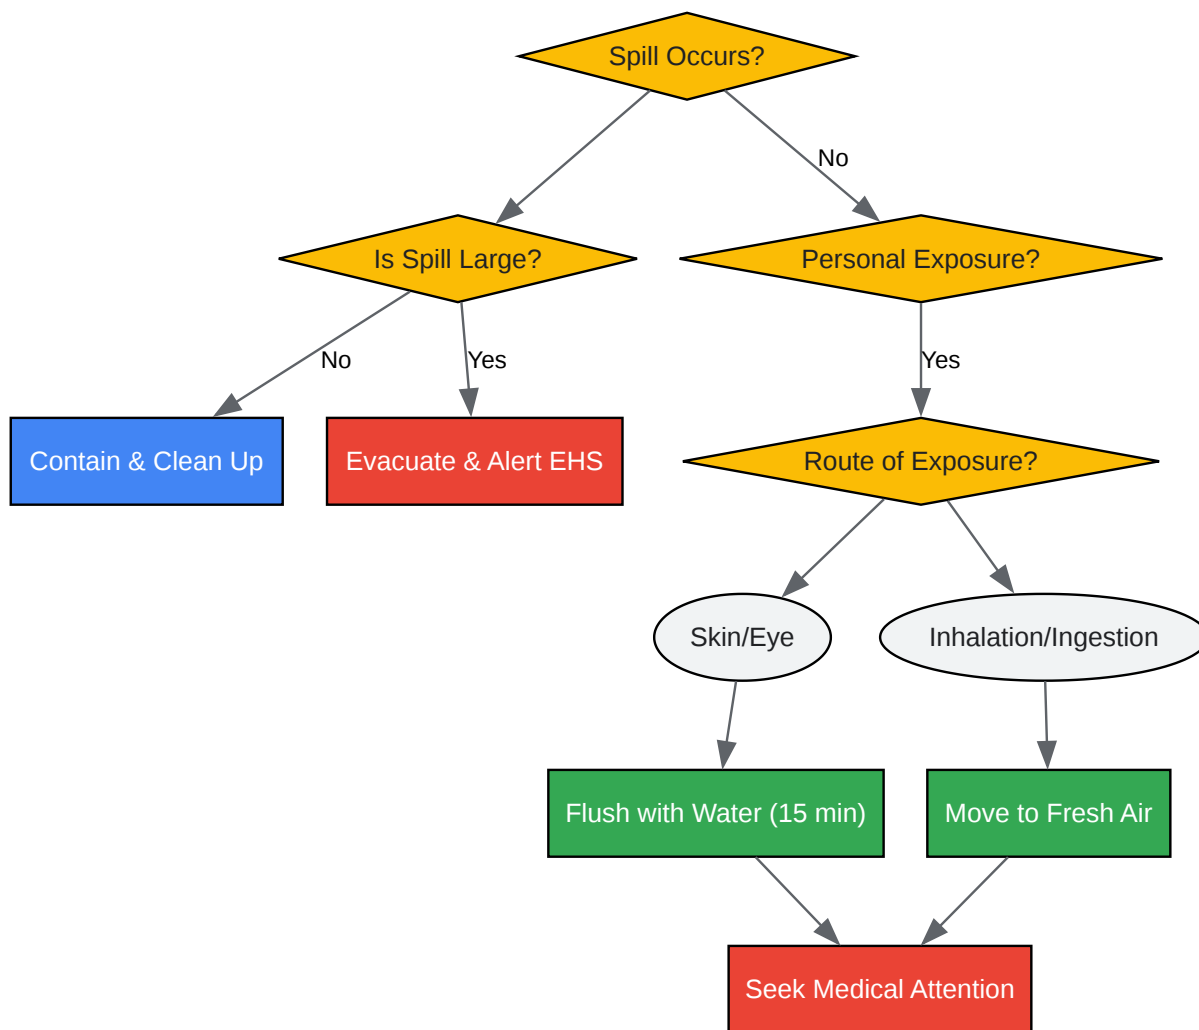 Spill Occurs?
No
Is Spill Large?
Personal Exposure?
No
Yes
Yes
Contain & Clean Up
Evacuate & Alert EHS
Route of Exposure?
Skin/Eye
Inhalation/Ingestion
Flush with Water (15 min)
Move to Fresh Air
Seek Medical Attention